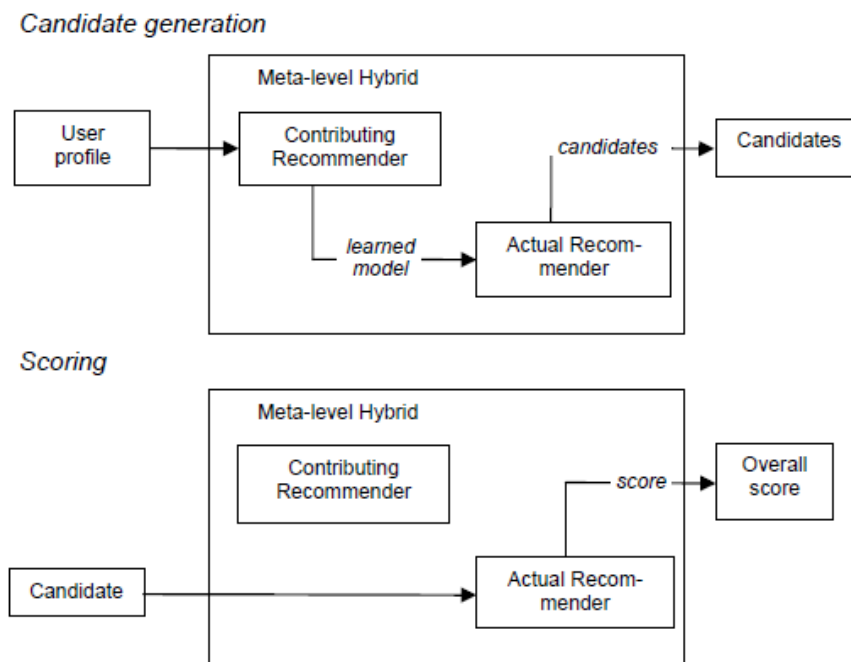 Candidate generation
Meta-level Hybrid
User
profile
Contributing
Recommender
candidates
Candidates
learned
model
Actual Recom-
mender
Scoring
Meta-level Hybrid
Contributing
Recommender
score
Overall
score
Candidate
Actual Recom-
mender